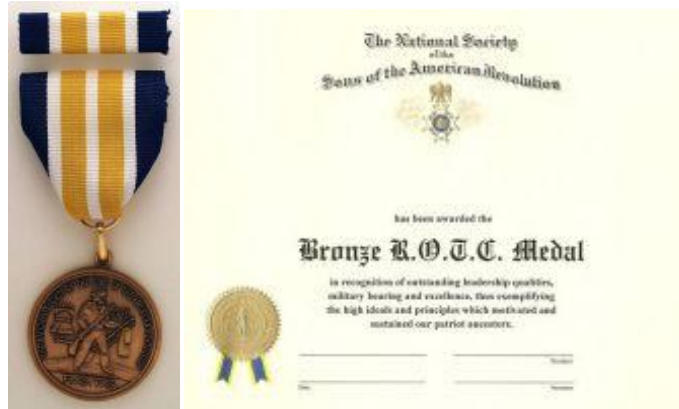 The National Society
of the
Sons of the American Revolution
has been awarded the
Bronze R.O.T.C. Medal
in recognition of outstanding leadership qualities,
military bearing and excellence, thus exemplifying
the high ideals and principles which motivated and
sustained our patriot ancestors.
President
Date
Secretary